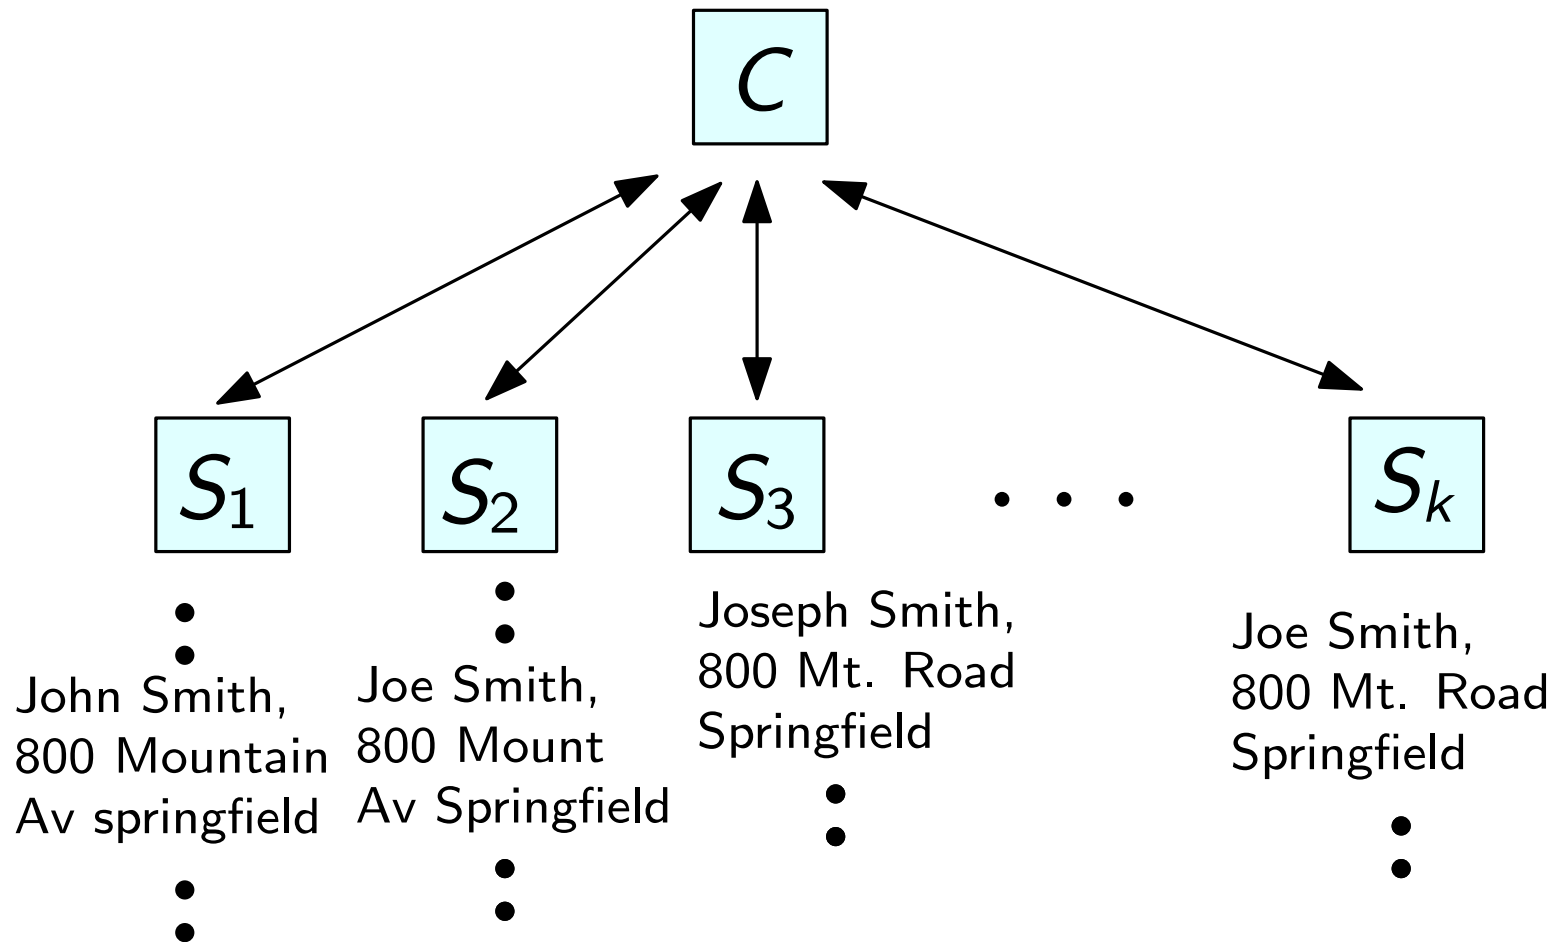 C
S1
S2
S3
. . .
Sk
John Smith,
800 Mountain
Av springfield
Joe Smith,
800 Mount
Av Springfield
Joseph Smith,
800 Mt. Road
Springfield
Joe Smith,
800 Mt. Road
Springfield